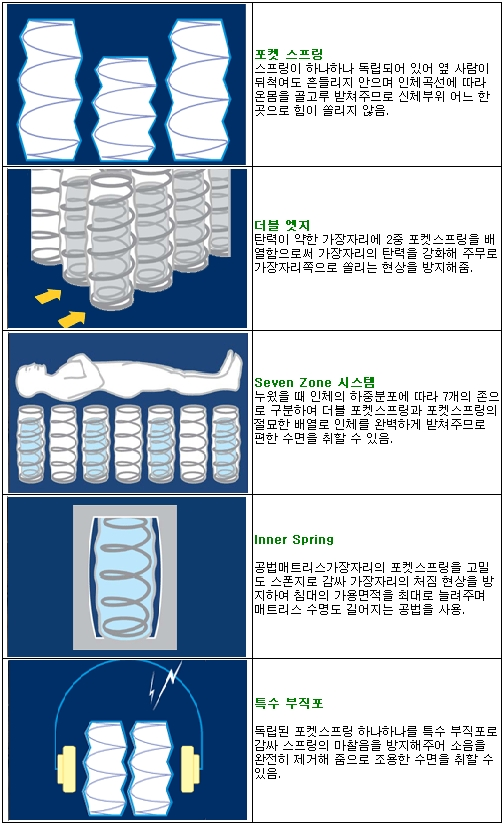 포켓 스프링
스프링이 하나하나 독립되어 있어 옆 사람이
뒤척여도 흔들리지 안으며 인체곡선에 따라
온몸을 골고루 받쳐주므로 신체부위 어느 한
곳으로 힘이 쏠리지 않음.
더블 엣지
탄력이 약한 가장자리에 2중 포켓스프링을 배
열함으로써 가장자리의 탄력을 강화해 주무로
가장자리쪽으로 쏠리는 현상을 방지해줌.
Seven Zone 시스템
누웠을 때 인체의 하중분포에 따라 7개의 존으
로 구분하여 더블 포켓스프링과 포켓스프링의
절묘한 배열로 인체를 완벽하게 받쳐주므로
편한 수면을 취할 수 있음.
Inner Spring
공법매트리스가장자리의 포켓스프링을 고밀
도 스폰지로 감싸 가장자리의 처짐 현상을 방
지하여 침대의 가용면적을 최대로 늘려주며
매트리스 수명도 길어지는 공법을 사용.
특수 부직포
독립된 포켓스프링 하나하나를 특수 부직포로
감싸 스프링의 마찰음을 방지해주어 소음을
완전히 제거해 줌으로 조용한 수면을 취할 수
있음.